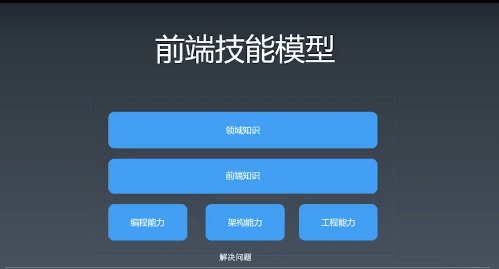 前端技能模型
领域知识
前端知识
编程能力 架构能力 工程能力
解决问题